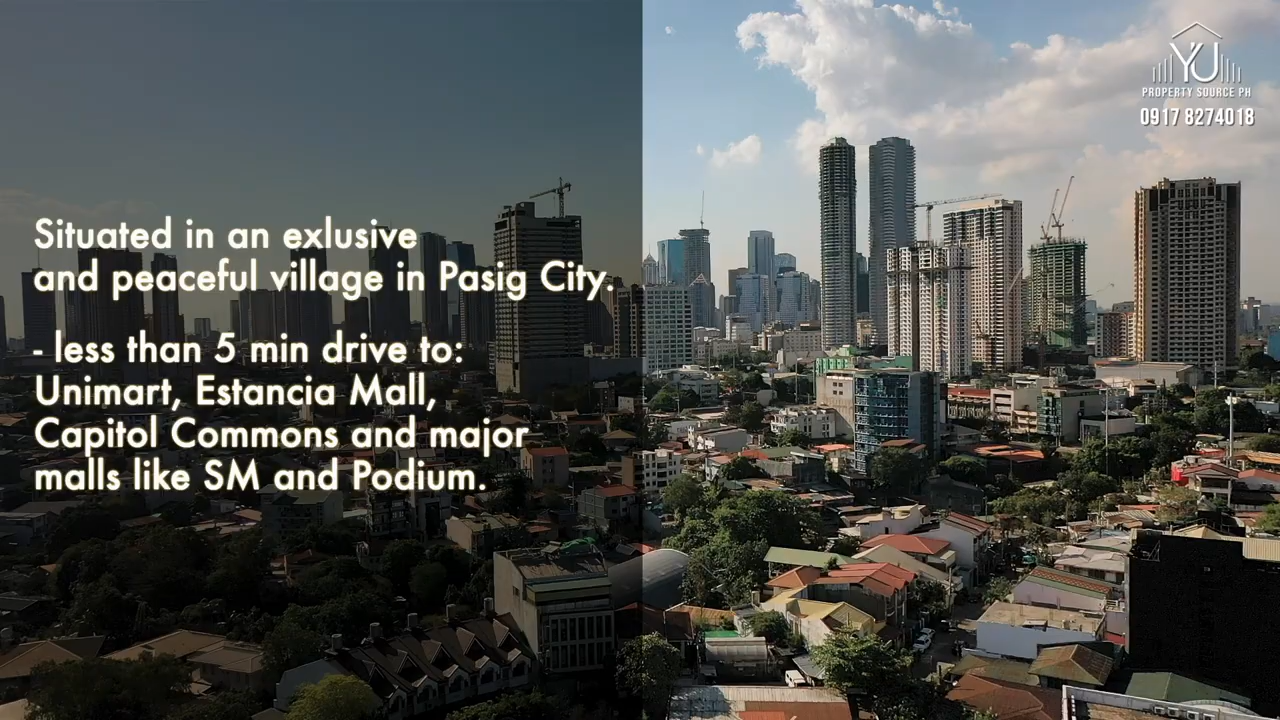 Situated in an exlusive
and peaceful village in Pasig City.
- less than 5 min drive to:
Unimart, Estancia Mall,
Capitol Commons and major
malls like SM and Podium.
YU
PROPERTY SOURCE PH
0917 8274018